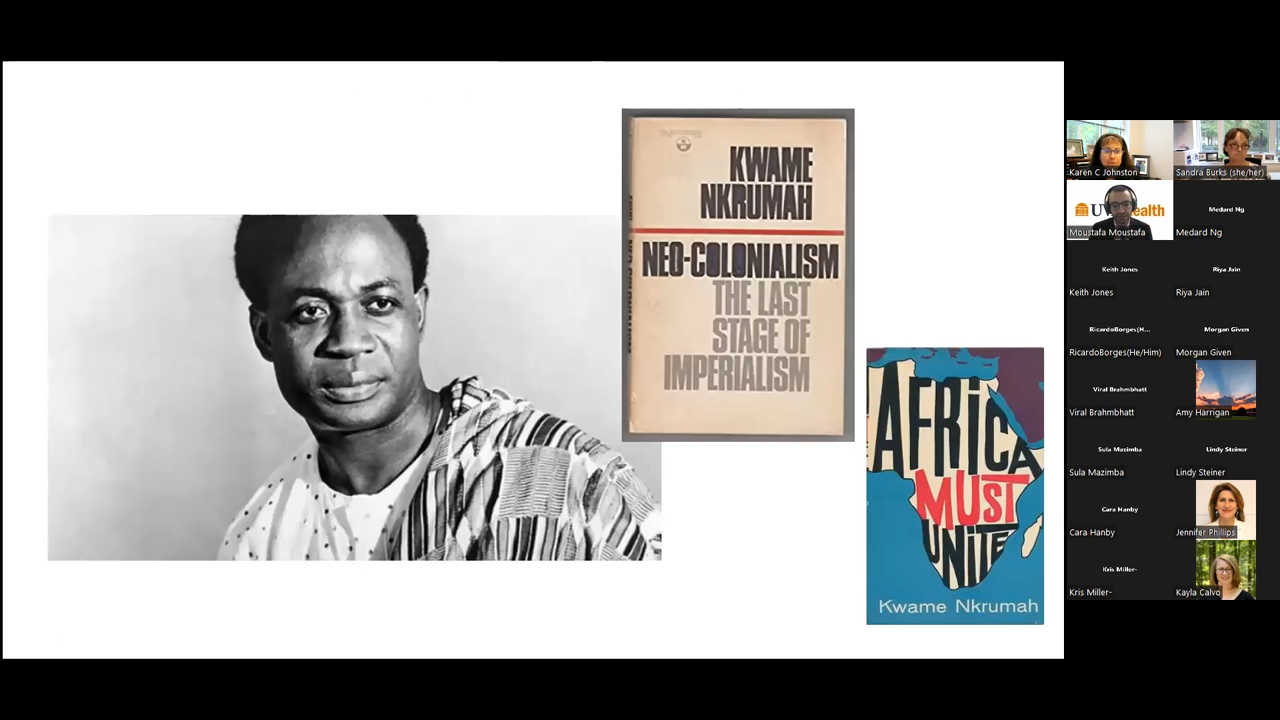 KWAME
NKRUMAH
NEO-COLONIALISM
THE LAST
STAGE OF
IMPERIALISM
AFRICA
MUST
UNITE
Kwame Nkrumah
Karen C Johnston
Sandra Burks (she/her)
Moustafa Moustafa
Medard Ng
Medard Ng
Keith Jones
Keith Jones
Riya Jain
Riya Jain
RicardoBorges(H...
RicardoBorges(He/Him)
Morgan Given
Morgan Given
Viral Brahmbhatt
Viral Brahmbhatt
Amy Harrigan
Sula Mazimba
Sula Mazimba
Lindy Steiner
Lindy Steiner
Cara Hanby
Cara Hanby
Jennifer Phillips
Kris Miller-
Kris Miller-
Kayla Calvo